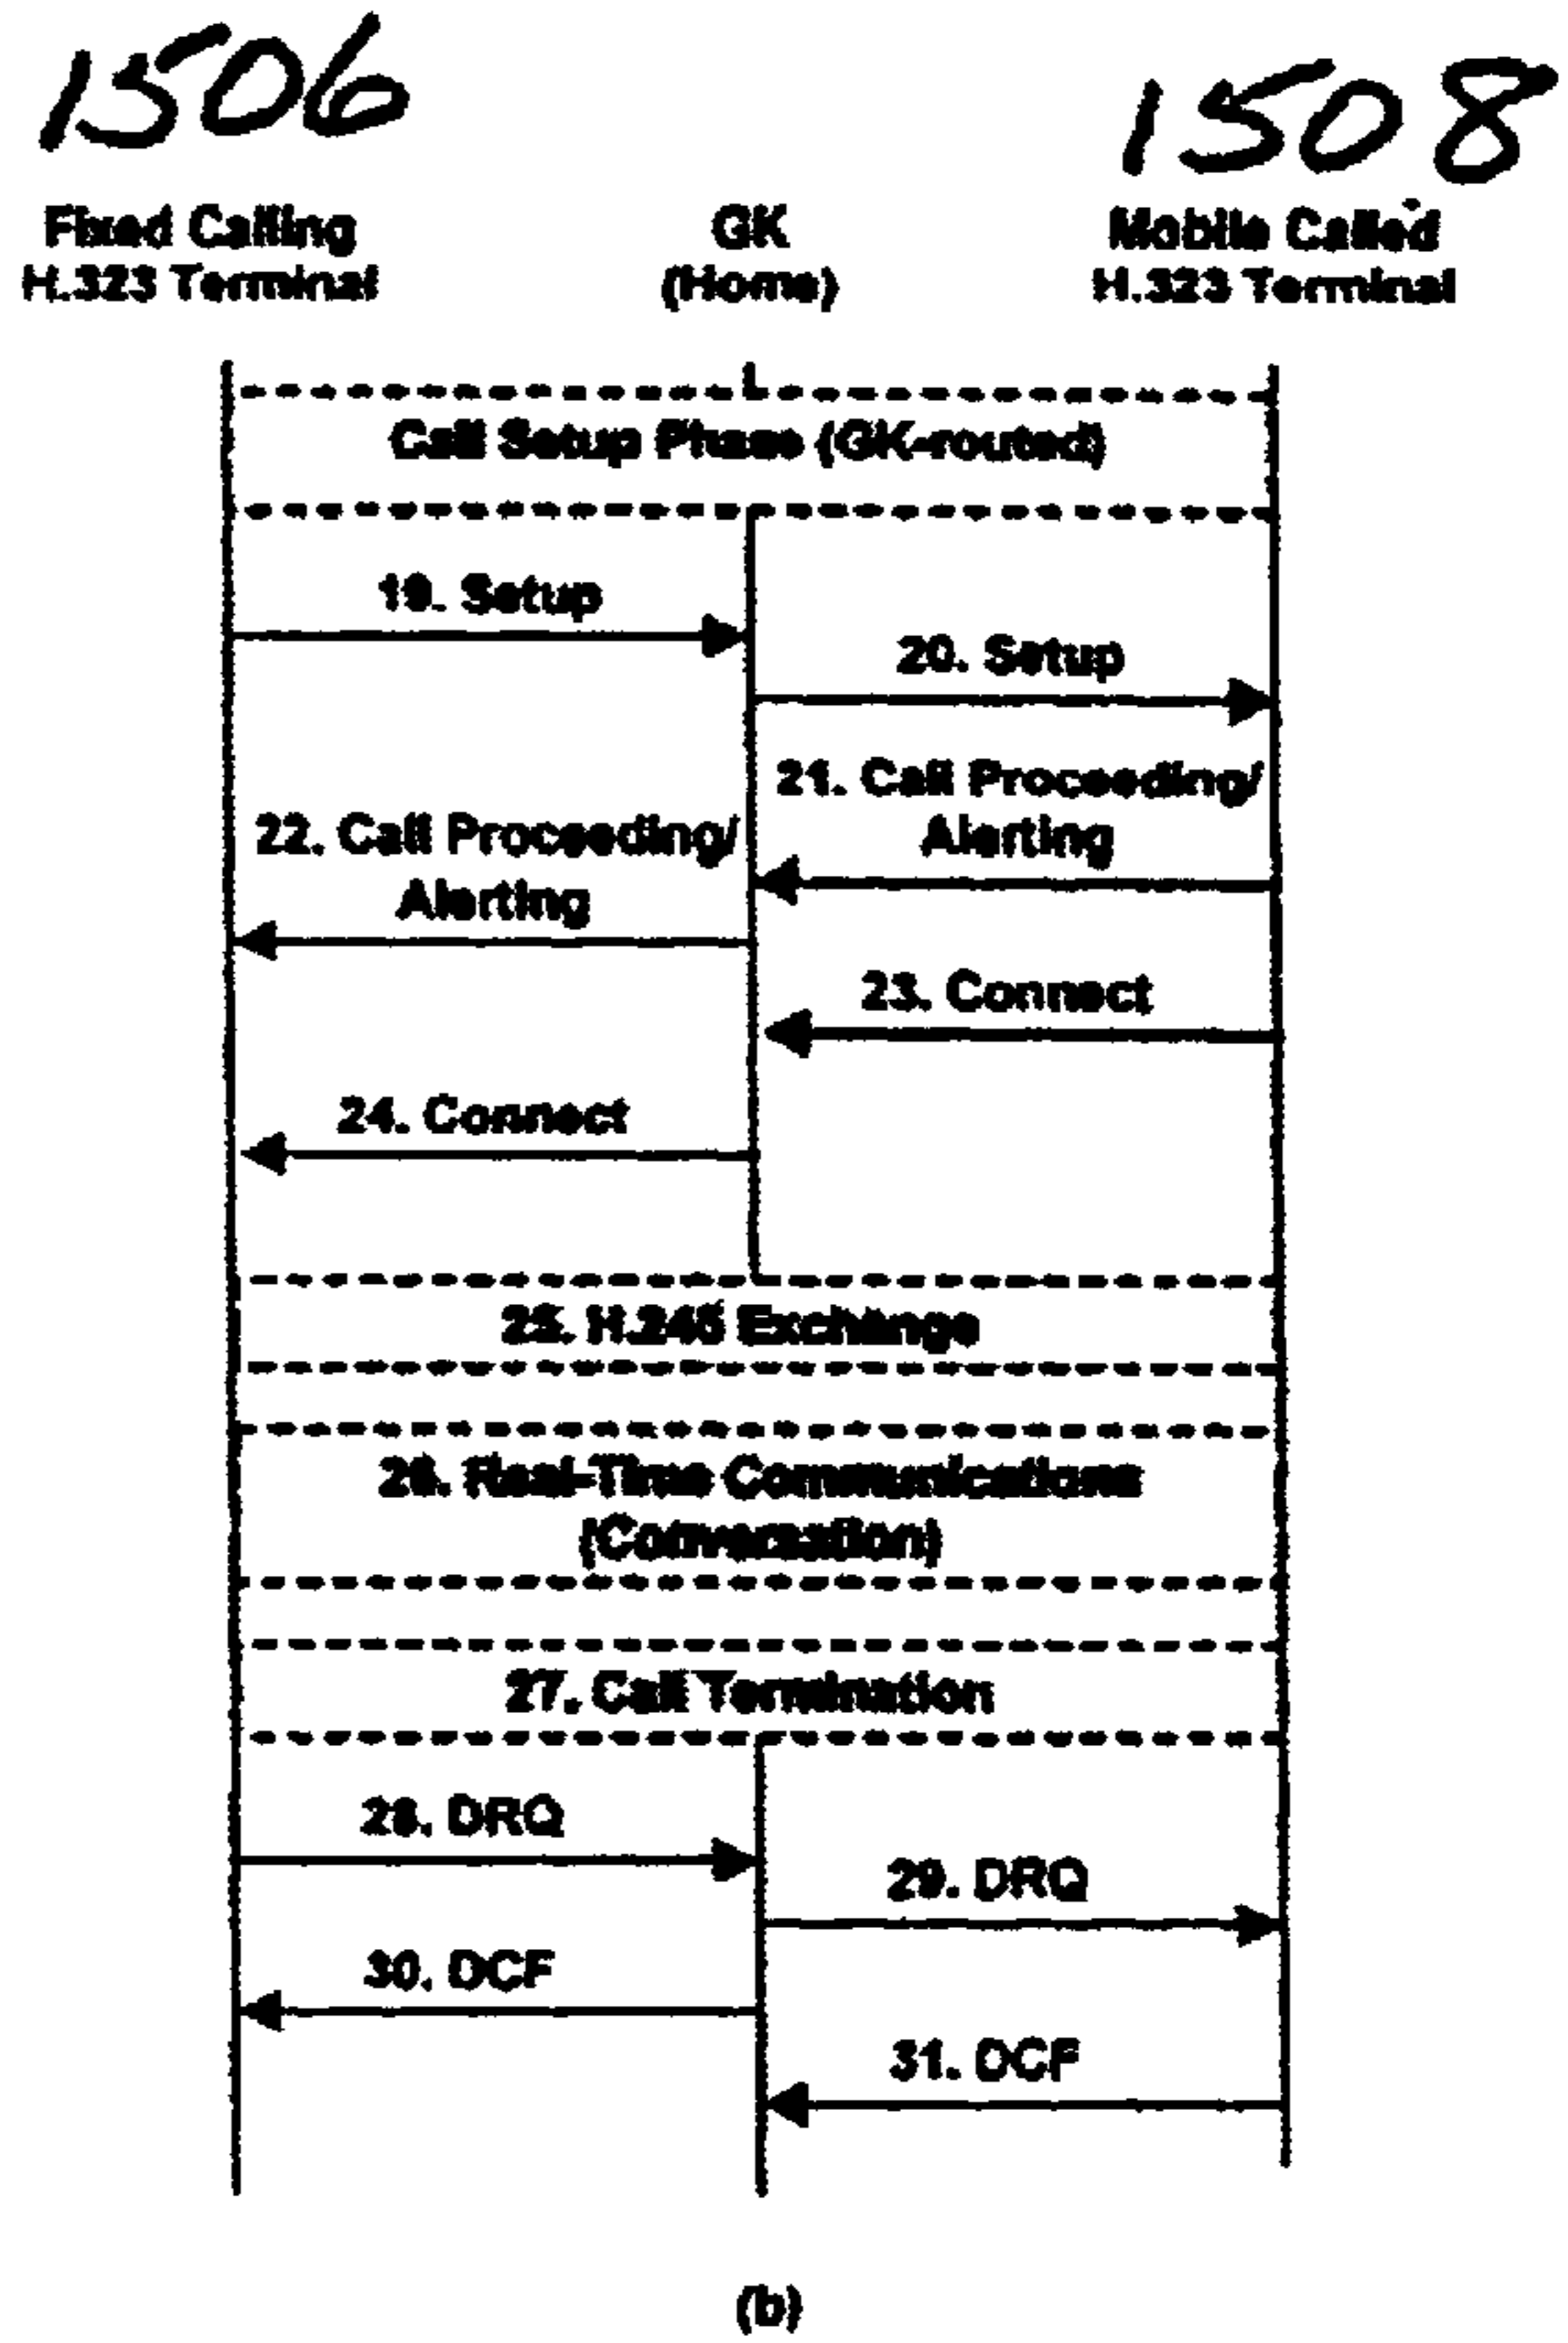 1506
1508
Fixed Calling
H.323 Terminal
GK
(Home)
Mobile Called
H.323 Terminal
Call Setup Phase (GK-routed)
19. Setup
20. Setup
21. Call Proceeding/
Alerting
22. Call Proceeding/
Alerting
23. Connect
24. Connect
25. H.245 Exchange
26. Real-Time Communications
(Conversation)
27. Call Termination
28. DRQ
29. DRQ
30. DCF
31. DCF
(b)